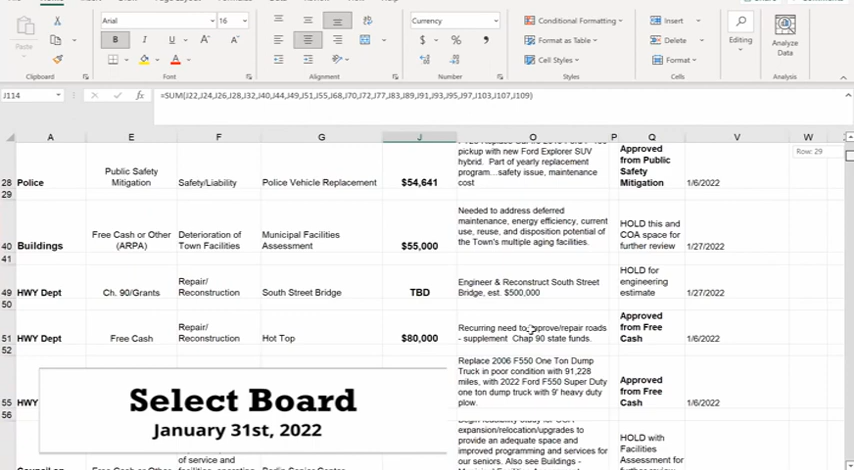 Arial
16
Currency
Conditional Formatting
Insert
Paste
Format as Table
Delete
Editing
Analyze
Data
B I U
$ % ,
Cell Styles
Format
Clipboard
Font
Alignment
Number
Styles
Cells
Editing
Analysis
J114
fx
=SUM(J22,J24,J26,J28,J32,J40,J44,J49,J51,J55,J68,J70,J72,J77,J83,J89,J91,J93,J95,J97,J103,J107,J109)
A E F G J O P Q V W
Row: 29
28
Police
Public Safety
Mitigation
Safety/Liability
Police Vehicle Replacement
$54,641
pickup with new Ford Explorer SUV
hybrid. Part of yearly replacement
program...safety issue, maintenance
cost
Approved
from Public
Safety
Mitigation
1/6/2022
29
40
Buildings
Free Cash or Other
(ARPA)
Deterioration of
Town Facilities
Municipal Facilities
Assessment
$55,000
Needed to address deferred
maintenance, energy efficiency, current
use, reuse, and disposition potential of
the Town's multiple aging facilities.
HOLD this and
COA space for
further review
1/27/2022
41
49
HWY Dept
Ch. 90/Grants
Repair/
Reconstruction
South Street Bridge
TBD
Engineer & Reconstruct South Street
Bridge, est. $500,000
HOLD for
engineering
estimate
1/27/2022
50
51
HWY Dept
Free Cash
Repair/
Reconstruction
Hot Top
$80,000
Recurring need to improve/repair roads
- supplement Chap 90 state funds.
Approved
from Free
Cash
1/6/2022
52
55
HWY
Replace 2006 F550 One Ton Dump
Truck in poor condition with 91,228
miles, with 2022 Ford F550 Super Duty
one ton dump truck with 9' heavy duty
plow.
Approved
from Free
Cash
1/6/2022
56
Select Board
January 31st, 2022
of service and
expansion/relocation/upgrades to
provide an adequate space and
improved programming and services for
our seniors. Also see Buildings -
HOLD with
Facilities
Assessment for